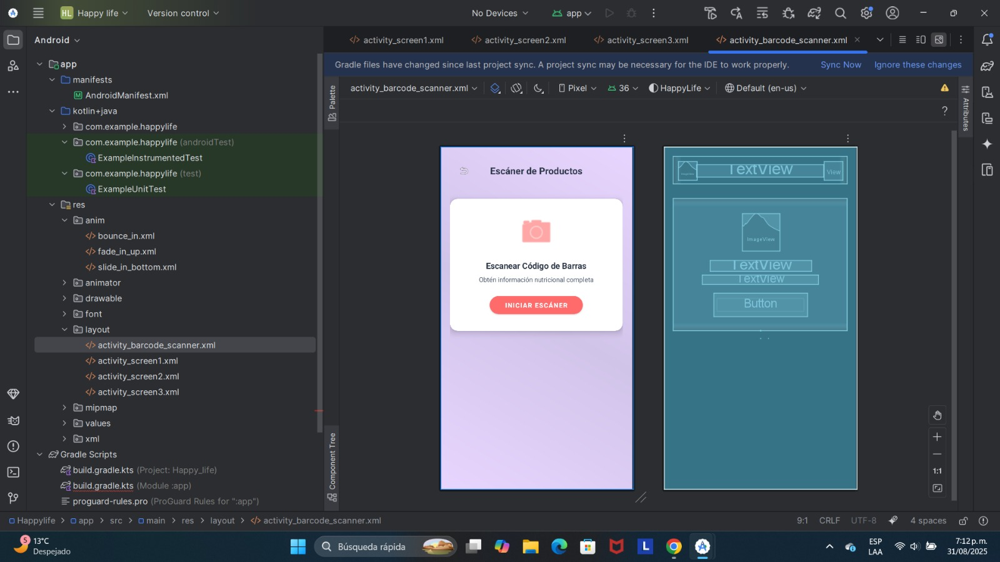 HL Happy life
Version control
No Devices
app
Android
activity_screen1.xml
activity_screen2.xml
activity_screen3.xml
activity_barcode_scanner.xml
Gradle files have changed since last project sync. A project sync may be necessary for the IDE to work properly.
Sync Now
Ignore these changes
activity_barcode_scanner.xml
Pixel
36
HappyLife
Default (en-us)
?
Palette
Attributes
Component Tree
app
manifests
AndroidManifest.xml
kotlin+java
com.example.happylife
com.example.happylife (androidTest)
ExampleInstrumentedTest
com.example.happylife (test)
ExampleUnitTest
res
anim
bounce_in.xml
fade_in_up.xml
slide_in_bottom.xml
animator
drawable
font
layout
activity_barcode_scanner.xml
activity_screen1.xml
activity_screen2.xml
activity_screen3.xml
mipmap
values
xml
Gradle Scripts
build.gradle.kts (Project: Happy_life)
build.gradle.kts (Module :app)
proguard-rules.pro (ProGuard Rules for ":app")
Escáner de Productos
Escanear Código de Barras
Obtén información nutricional completa
INICIAR ESCÁNER
TextView
View
ImageView
TextView
TextView
Button
1:1
Happylife > app > src > main > res > layout > activity_barcode_scanner.xml
9:1 CRLF UTF-8 4 spaces
5
13°C
Despejado
Búsqueda rápida
L
ESP
LAA
7:12 p.m.
31/08/2025